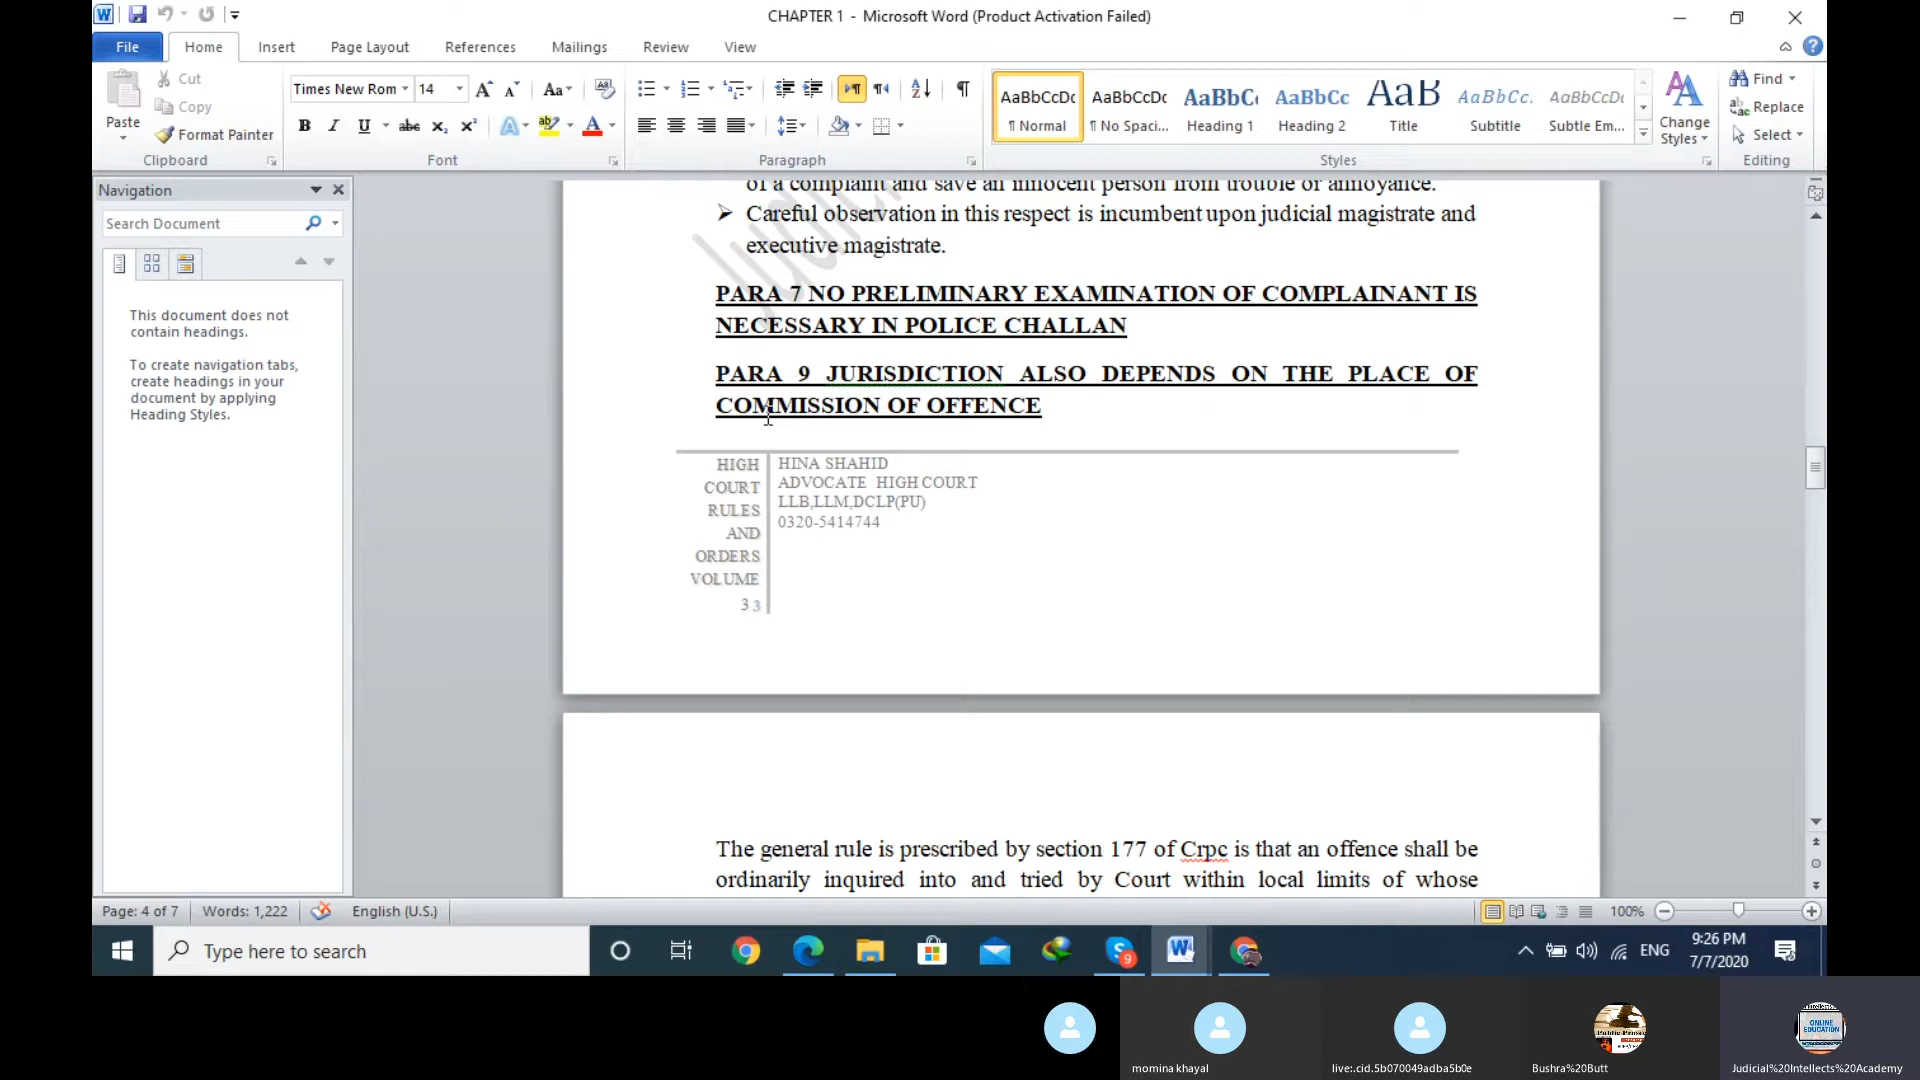 CHAPTER 1 - Microsoft Word (Product Activation Failed)
File Home Insert Page Layout References Mailings Review View
Paste
Cut
Copy
Format Painter
Clipboard
Times New Rom 14
Font
Paragraph
AaBbCcDc AaBbCcDc AaBbC AaBbCc AaB AaBbCc. AaBbCcDc
¶ Normal ¶ No Spaci... Heading 1 Heading 2 Title Subtitle Subtle Em...
Change
Styles
Styles
Find
Replace
Select
Editing
Navigation
Search Document
This document does not
contain headings.
To create navigation tabs,
create headings in your
document by applying
Heading Styles.
of a complaint and save an innocent person from trouble or annoyance.
Careful observation in this respect is incumbent upon judicial magistrate and
executive magistrate.
PARA 7 NO PRELIMINARY EXAMINATION OF COMPLAINANT IS
NECESSARY IN POLICE CHALLAN
PARA 9 JURISDICTION ALSO DEPENDS ON THE PLACE OF
COMMISSION OF OFFENCE
HIGH
COURT
RULES
AND
ORDERS
VOLUME
3 3
HINA SHAHID
ADVOCATE HIGH COURT
LLB,LLM,DCLP(PU)
0320-5414744
The general rule is prescribed by section 177 of Crpc is that an offence shall be
ordinarily inquired into and tried by Court within local limits of whose
Page: 4 of 7 Words: 1,222 English (U.S.) 100%
Type here to search
9
ENG
9:26 PM
7/7/2020
ONLINE
EDUCATION
momina khayal
live:.cid.5b070049adba5b0e
Bushra%20Butt
Judicial%20Intellects%20Academy